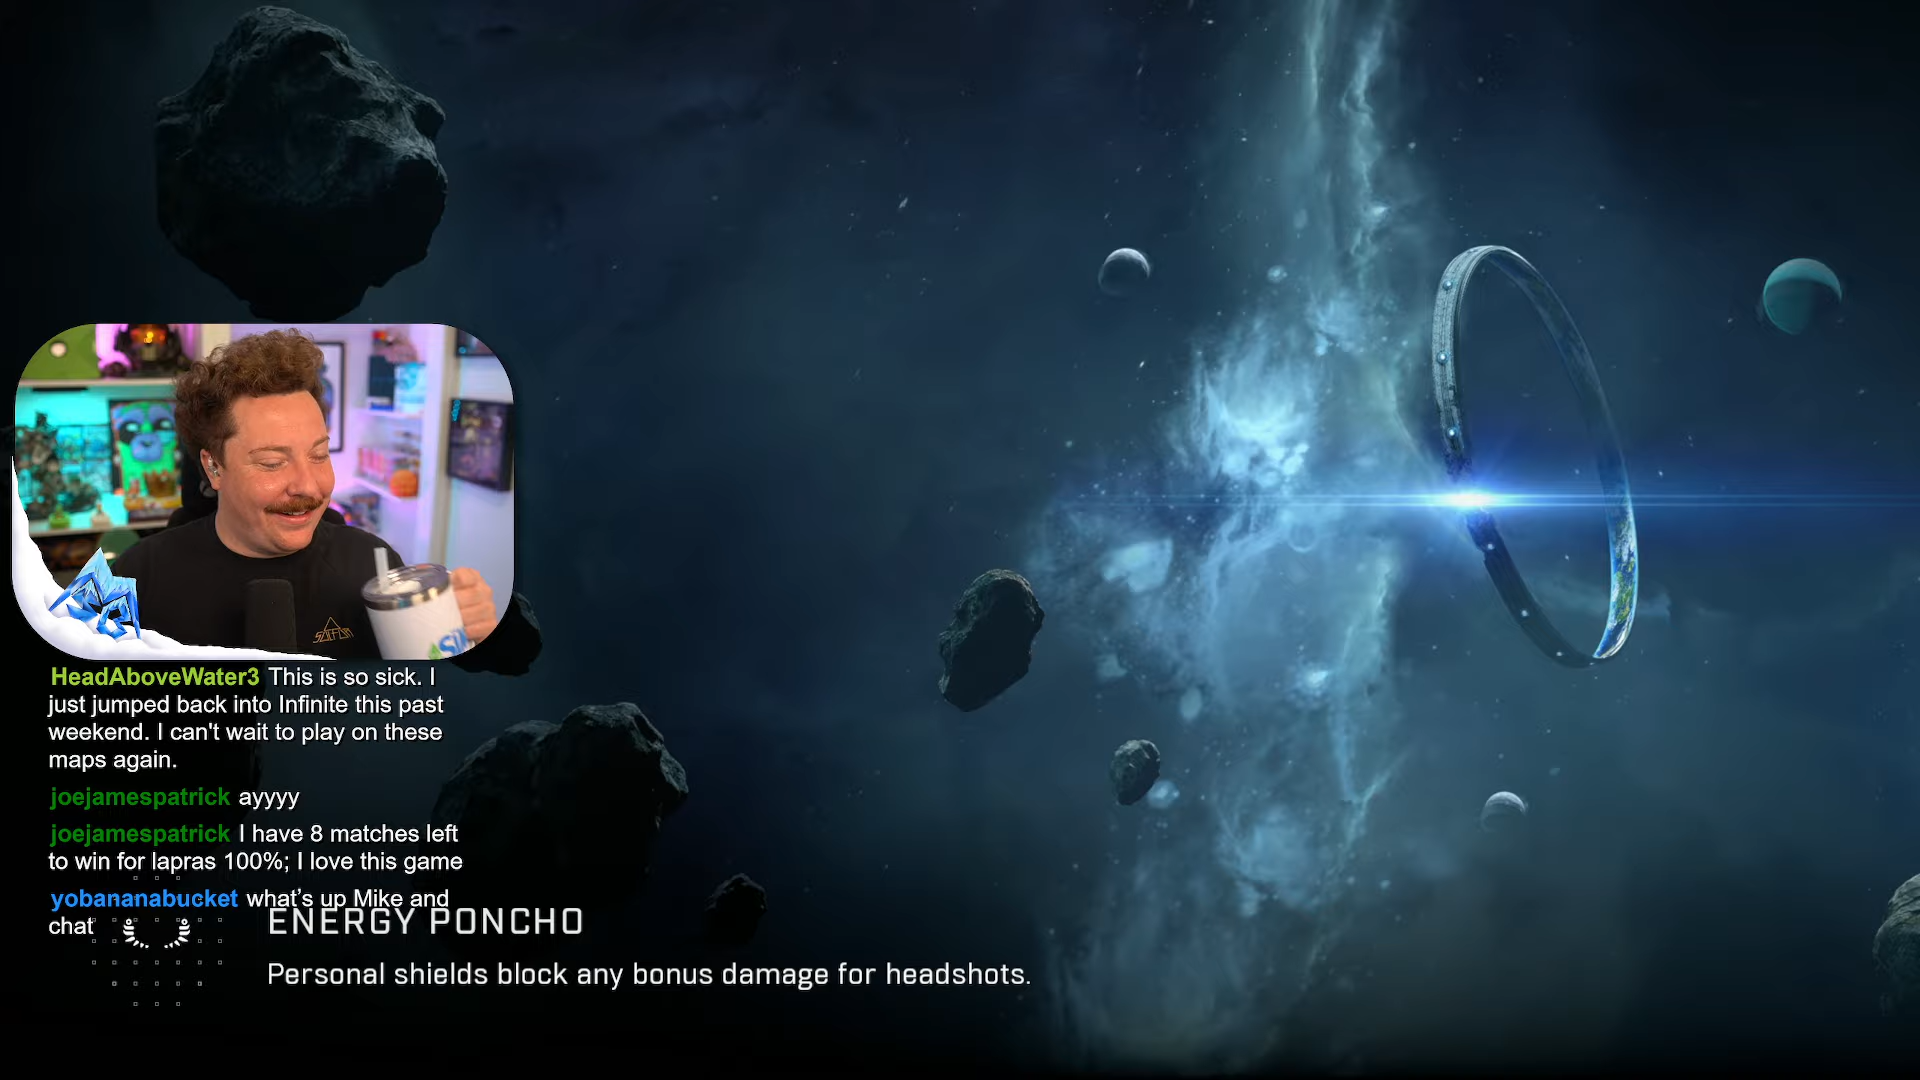 HeadAboveWater3 This is so sick. I
just jumped back into Infinite this past
weekend. I can't wait to play on these
maps again.
joejamespatrick ayyyy
joejamespatrick I have 8 matches left
to win for lapras 100%; I love this game
yobananabucket what's up Mike and
chat
ENERGY PONCHO
Personal shields block any bonus damage for headshots.